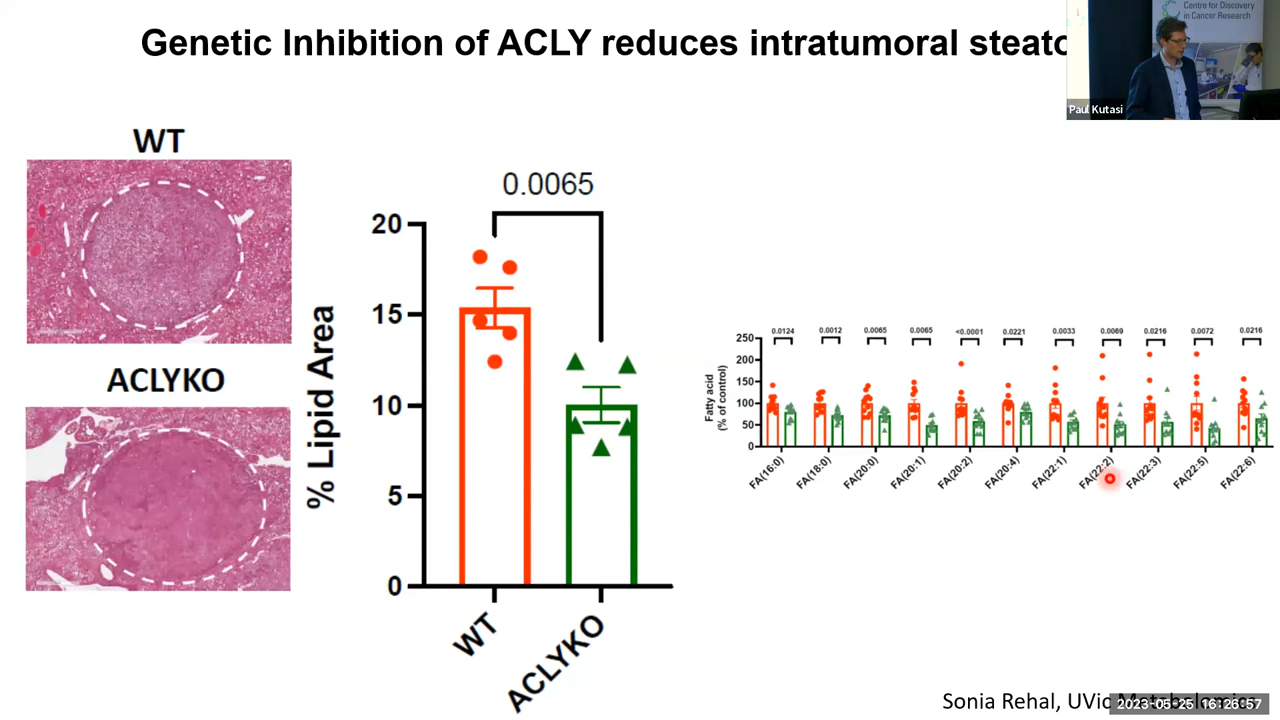 Genetic Inhibition of ACLY reduces intratumoral
Centre for Discovery
in Cancer Research
Paul Kutasi
WT
ACLYKO
0.0065
20
15
10
5
0
% Lipid Area
WT
ACLYKO
0.0124 0.0012 0.0065 0.0065 <0.0001 0.0221 0.0033 0.0069 0.0216 0.0072 0.0216
250
200
150
100
50
0
Fatty acid
(% of control)
FA(16:0) FA(18:0) FA(20:0) FA(20:1) FA(20:2) FA(20:4) FA(22:1) FA(22:2) FA(22:3) FA(22:5) FA(22:6)
Sonia Rehal, UVic Metabolomics
2023-05-25 16:26:57